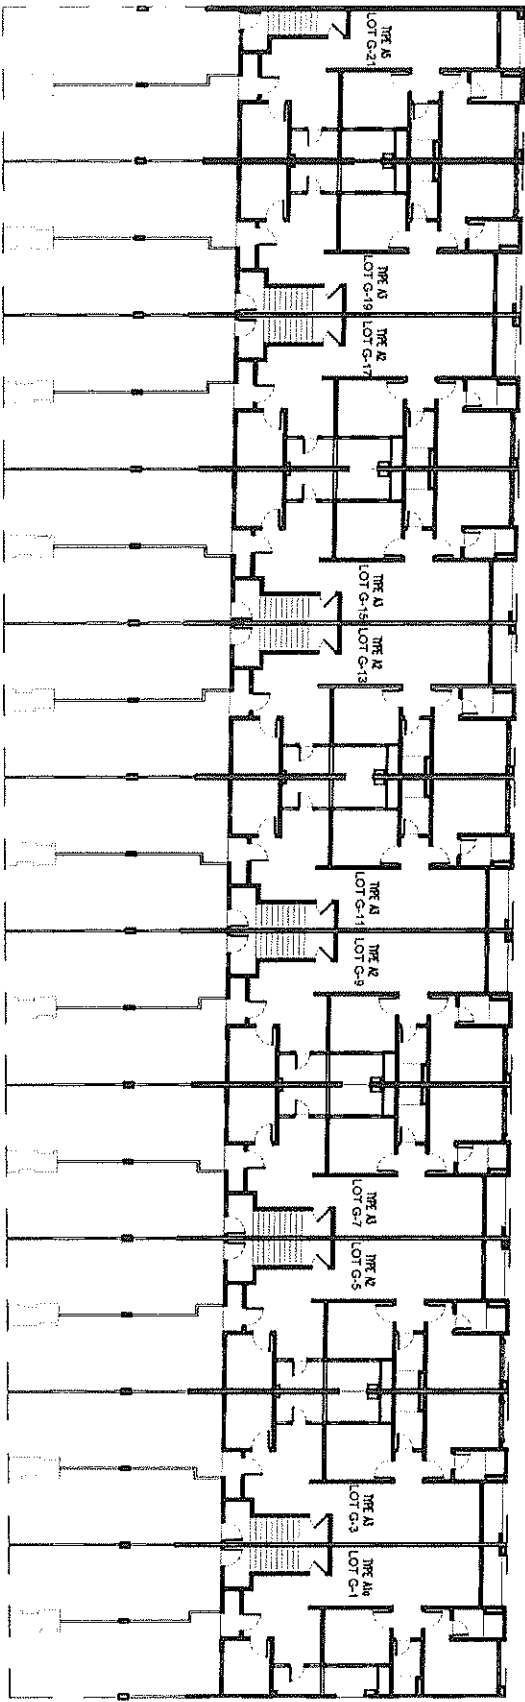 TYPE A5
LOT G-21
TYPE A3
LOT G-19
TYPE A2
LOT G-17
TYPE A3
LOT G-15
TYPE A2
LOT G-13
TYPE A3
LOT G-11
TYPE A2
LOT G-9
TYPE A3
LOT G-7
TYPE A2
LOT G-5
TYPE A3
LOT G-3
TYPE A1a
LOT G-1